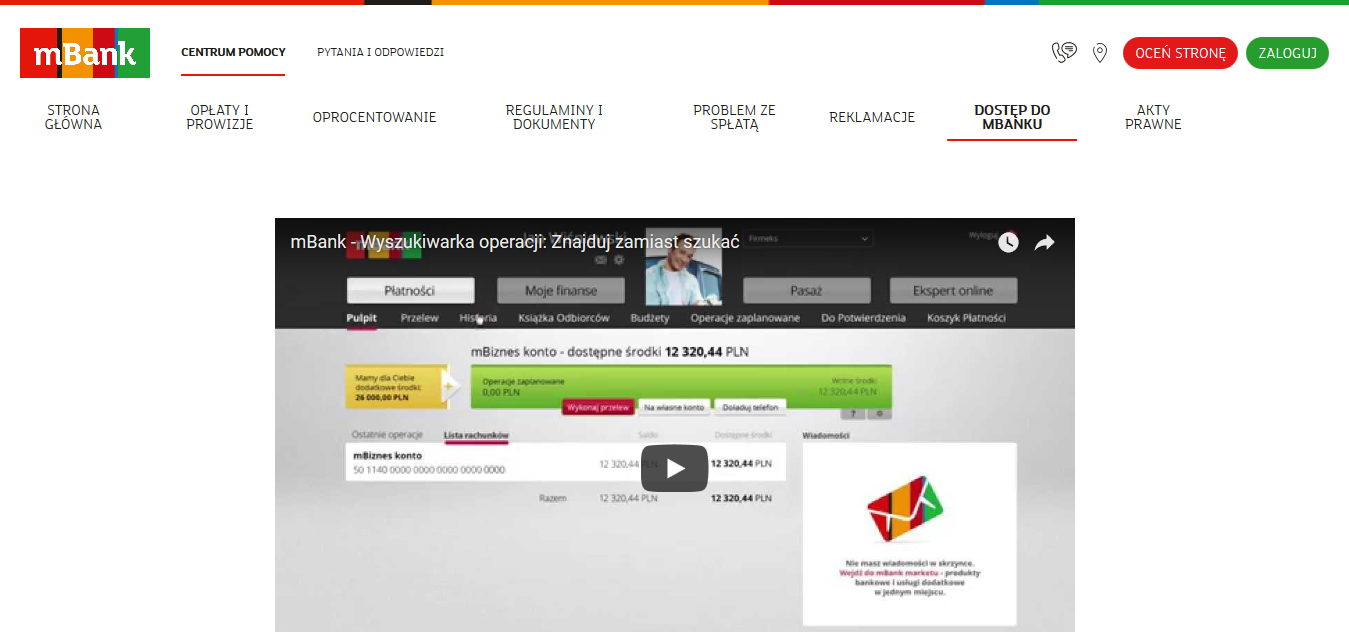 mBank
CENTRUM POMOCY
PYTANIA I ODPOWIEDZI
OCEŃ STRONĘ
ZALOGUJ
STRONA
GŁÓWNA
OPŁATY I
PROWIZJE
OPROCENTOWANIE
REGULAMINY I
DOKUMENTY
PROBLEM ZE
SPŁATĄ
REKLAMACJE
DOSTĘP DO
MBANKU
AKTY
PRAWNE
mBank - Wyszukiwarka operacji: Znajduj zamiast szukać
Firmeks
Wyloguj
Płatności
Moje finanse
Pasaż
Ekspert online
Pulpit
Przelew
Historia
Książka Odbiorców
Budżety
Operacje zaplanowane
Do Potwierdzenia
Koszyk Płatności
mBiznes konto - dostępne środki 12 320,44 PLN
Mamy dla Ciebie
dodatkowe środki:
26 000,00 PLN
Operacje zaplanowane
0,00 PLN
Wolne środki
12 320,44 PLN
Wykonaj przelew
Na własne konto
Doładuj telefon
?
Ostatnie operacje
Lista rachunków
Saldo
Dostępne środki
Wiadomości
mBiznes konto
50 1140 0000 0000 0000 0000 0000
12 320,44 PLN
12 320,44 PLN
Razem
12 320,44 PLN
12 320,44 PLN
Nie masz wiadomości w skrzynce.
Wejdź do mBank marketu - produkty
bankowe i usługi dodatkowe
w jednym miejscu.